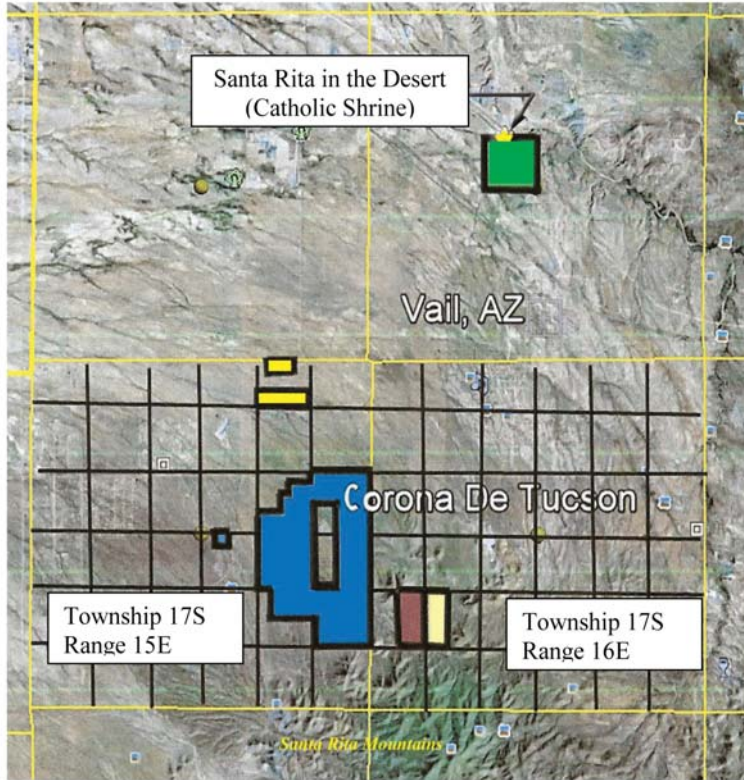 Santa Rita in the Desert
(Catholic Shrine)
Vail, AZ
Corona De Tucson
Township 17S
Range 15E
Township 17S
Range 16E
Santa Rita Mountains